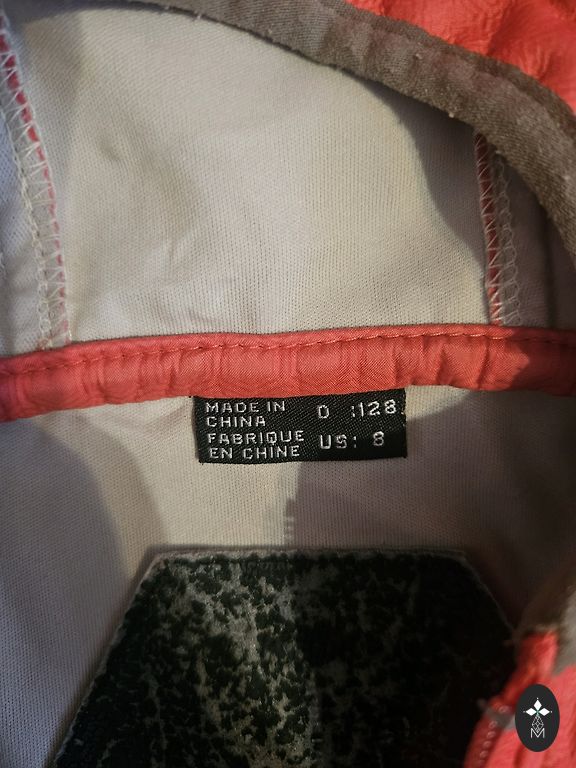 MADE IN
CHINA
FABRIQUE
EN CHINE
D :128
US: 8